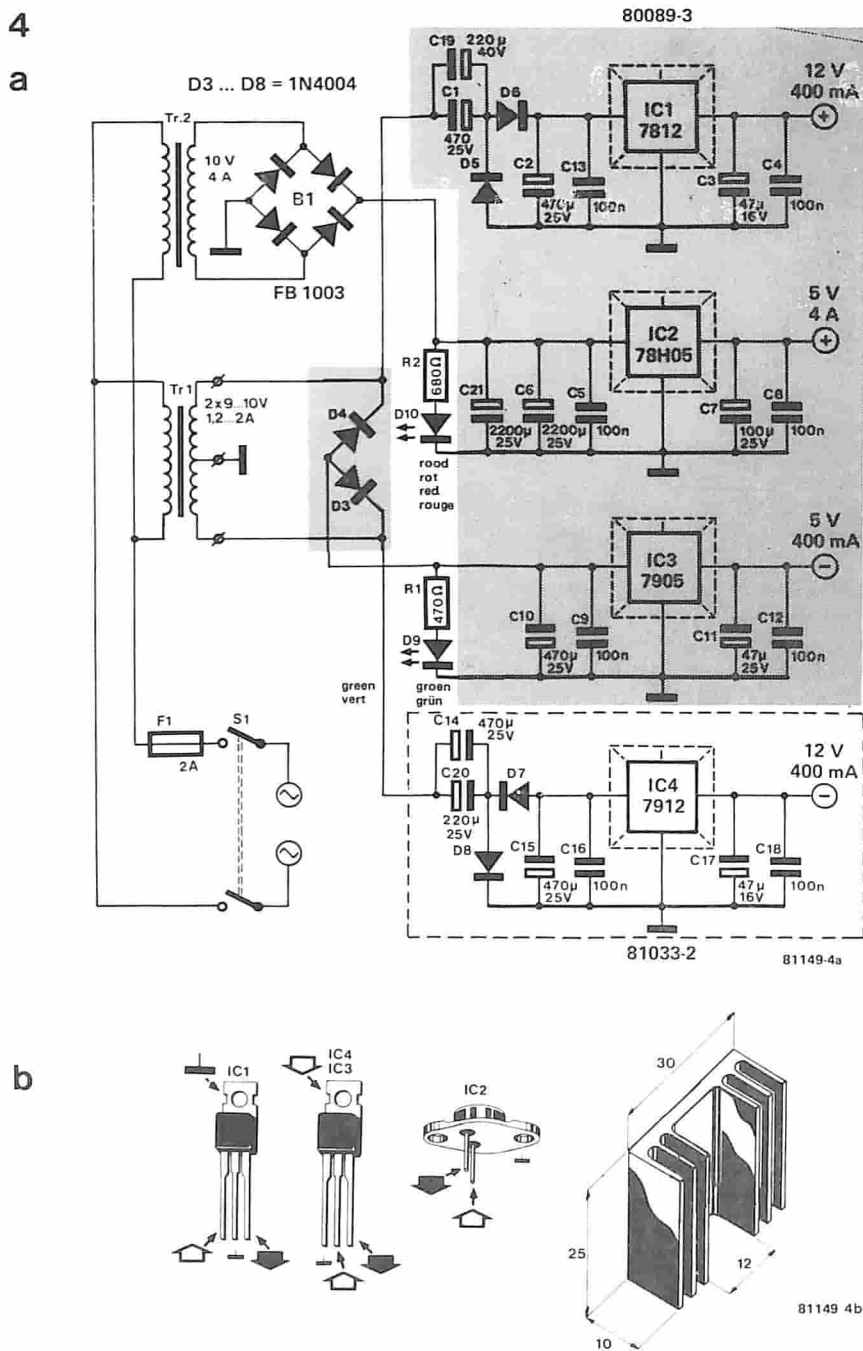 4
a
80089-3
D3 ... D8 = 1N4004
Tr.2
10 V
4 A
B1
FB 1003
C19
220µ
40V
C1
470
25V
D6
D5
C2
470µ
25V
C13
100n
IC1
7812
C3
47µ
16V
C4
100n
12 V
400 mA
+
Tr1
2x9...10V
1,2...2A
D4
D3
R2
680Ω
D10
rood
rot
red
rouge
C21
2200µ
25V
C6
2200µ
25V
C5
100n
IC2
78H05
C7
100µ
25V
C8
100n
5 V
4 A
+
R1
470Ω
D9
green
vert
groen
grün
C10
470µ
25V
C9
100n
IC3
7905
C11
47µ
25V
C12
100n
5 V
400 mA
−
F1
2A
S1
C14
470µ
25V
C20
220µ
25V
D7
D8
C15
470µ
25V
C16
100n
IC4
7912
C17
47µ
16V
C18
100n
12 V
400 mA
−
81033-2
81149-4a
b
IC1
IC4
IC3
IC2
30
25
12
10
81149 4b